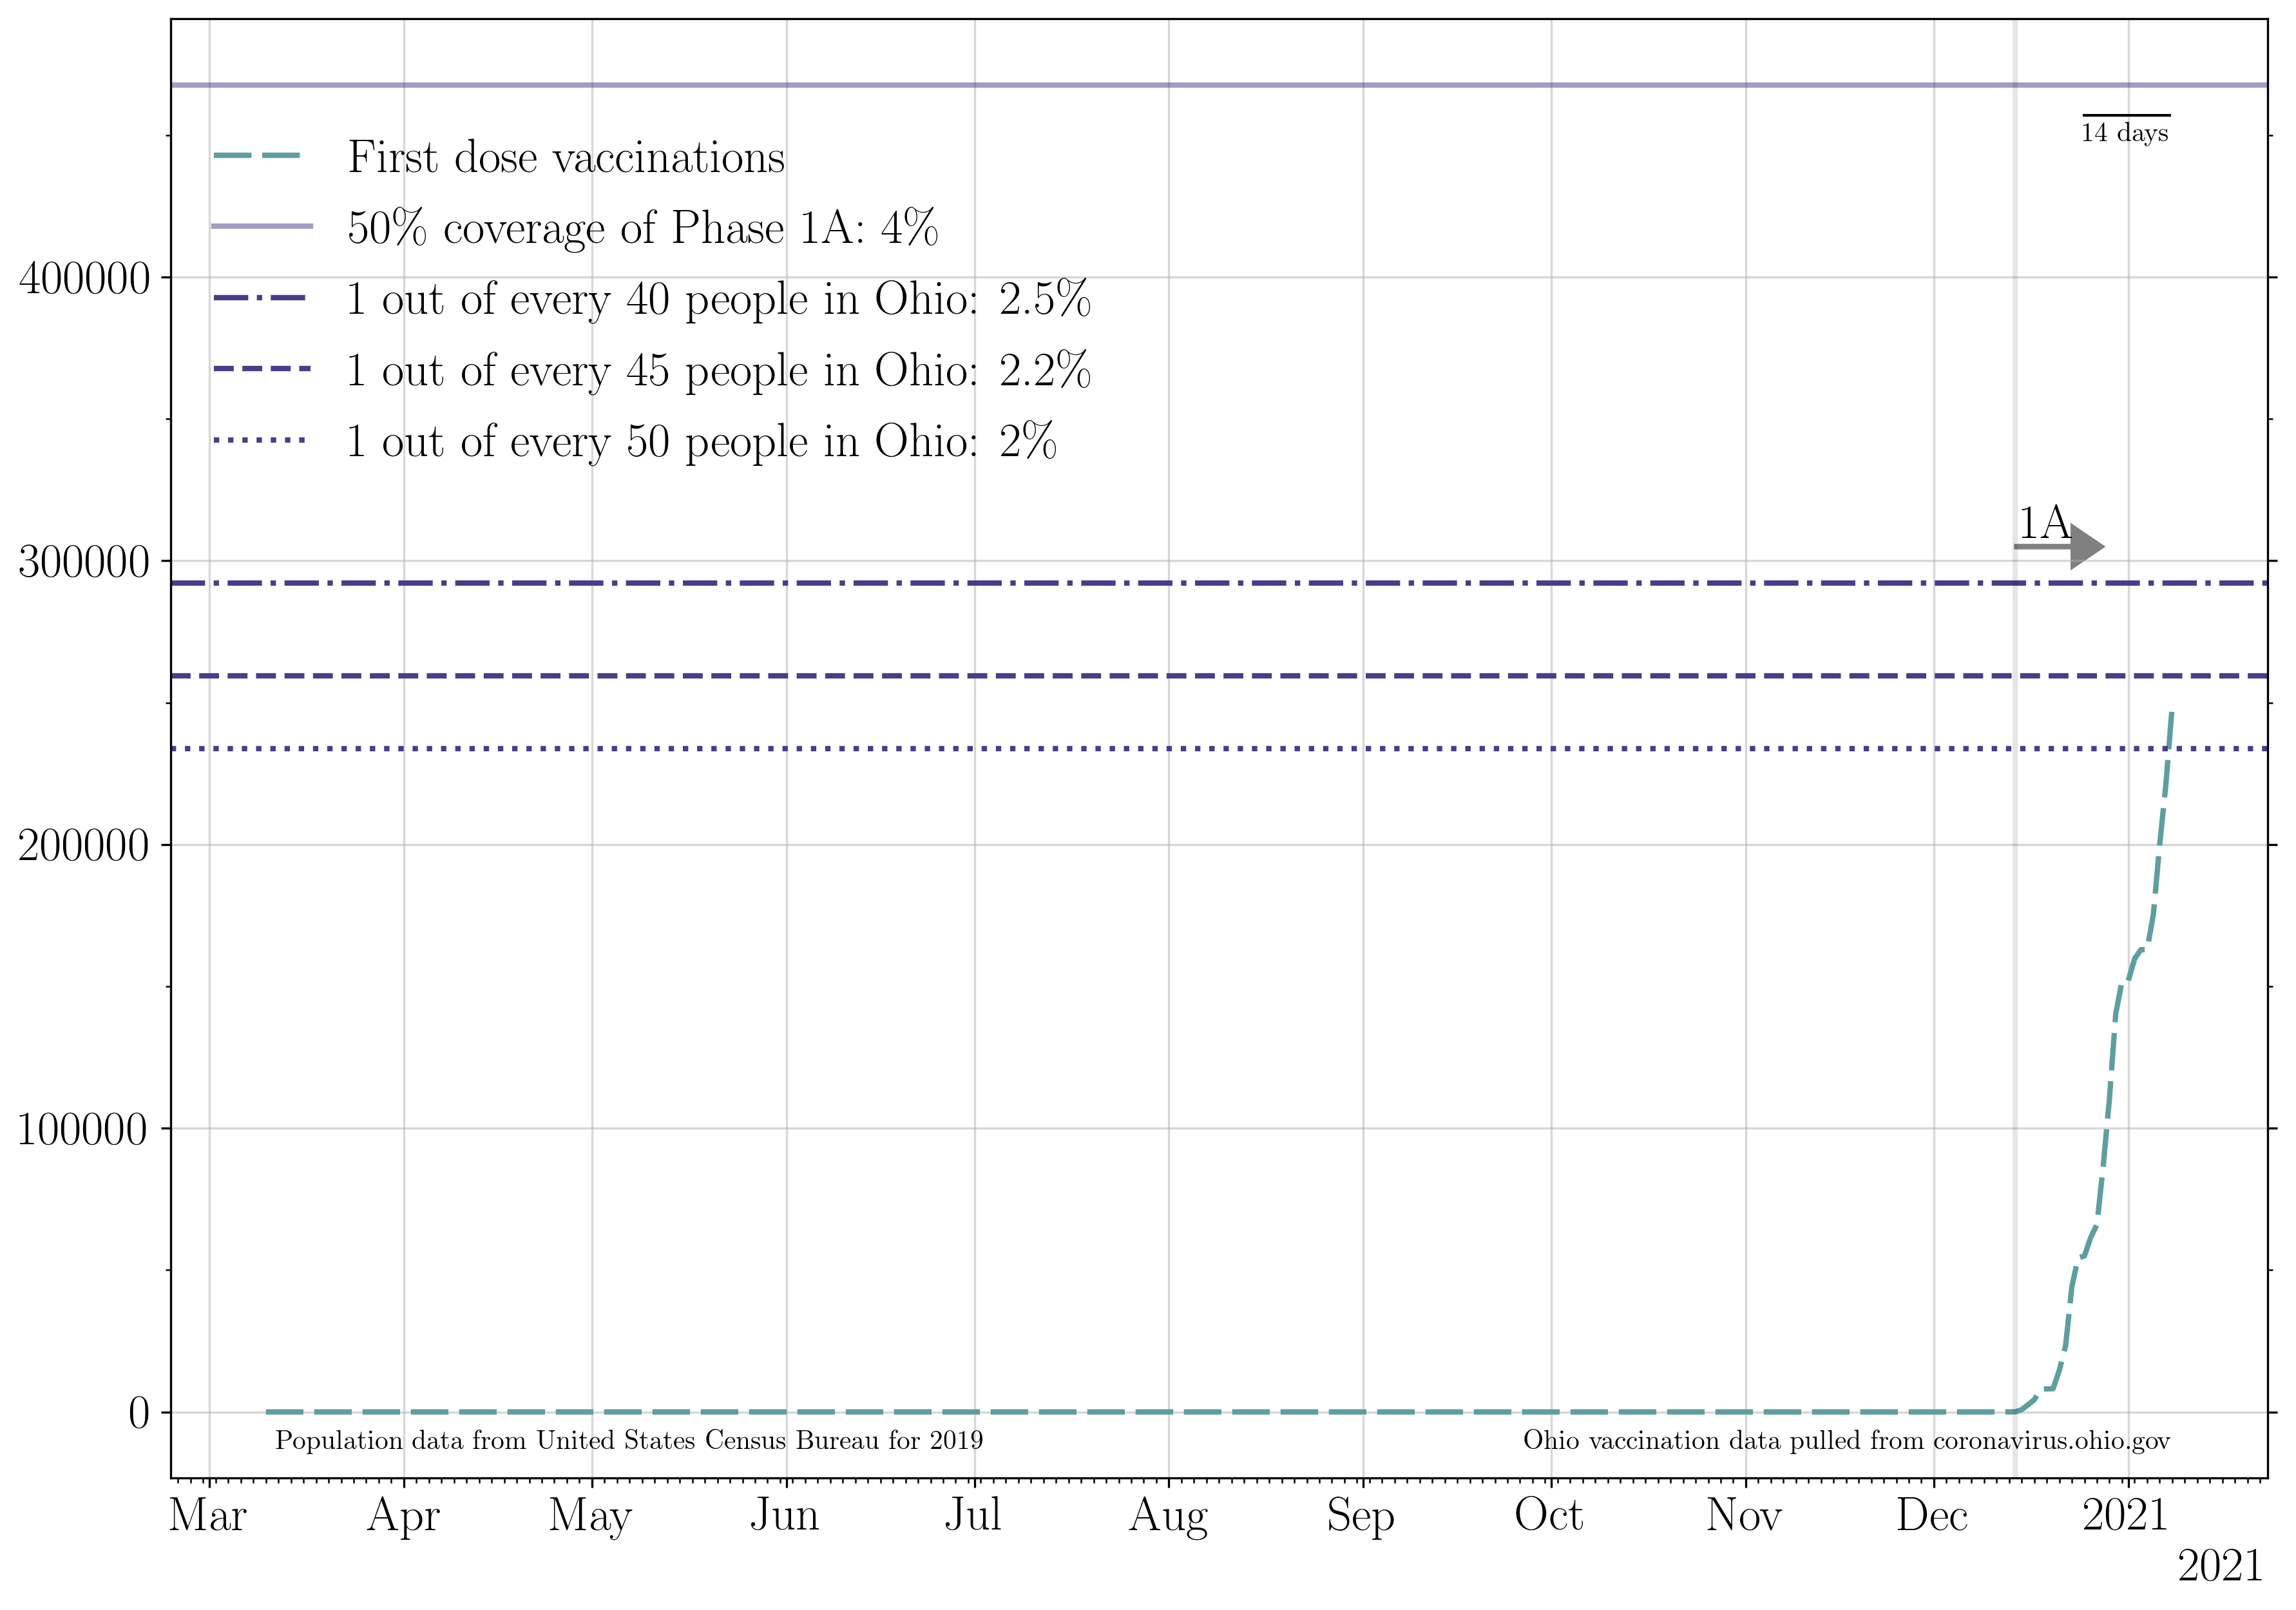 14 days
First dose vaccinations
50% coverage of Phase 1A: 4%
1 out of every 40 people in Ohio: 2.5%
1 out of every 45 people in Ohio: 2.2%
1 out of every 50 people in Ohio: 2%
400000
1A
300000
200000
100000
0
Population data from United States Census Bureau for 2019
Ohio vaccination data pulled from coronavirus.ohio.gov
Mar Apr May Jun Jul Aug Sep Oct Nov Dec 2021
2021